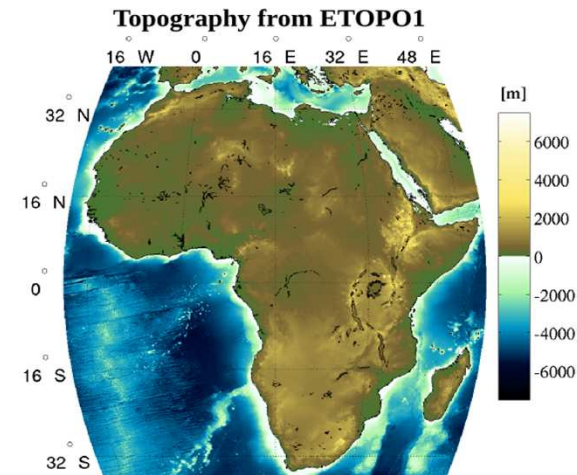 Topography from ETOPO1
16° W 0° 16° E 32° E 48° E
[m]
32° N
6000
4000
16° N
2000
0
0°
-2000
-4000
16° S
-6000
32° S